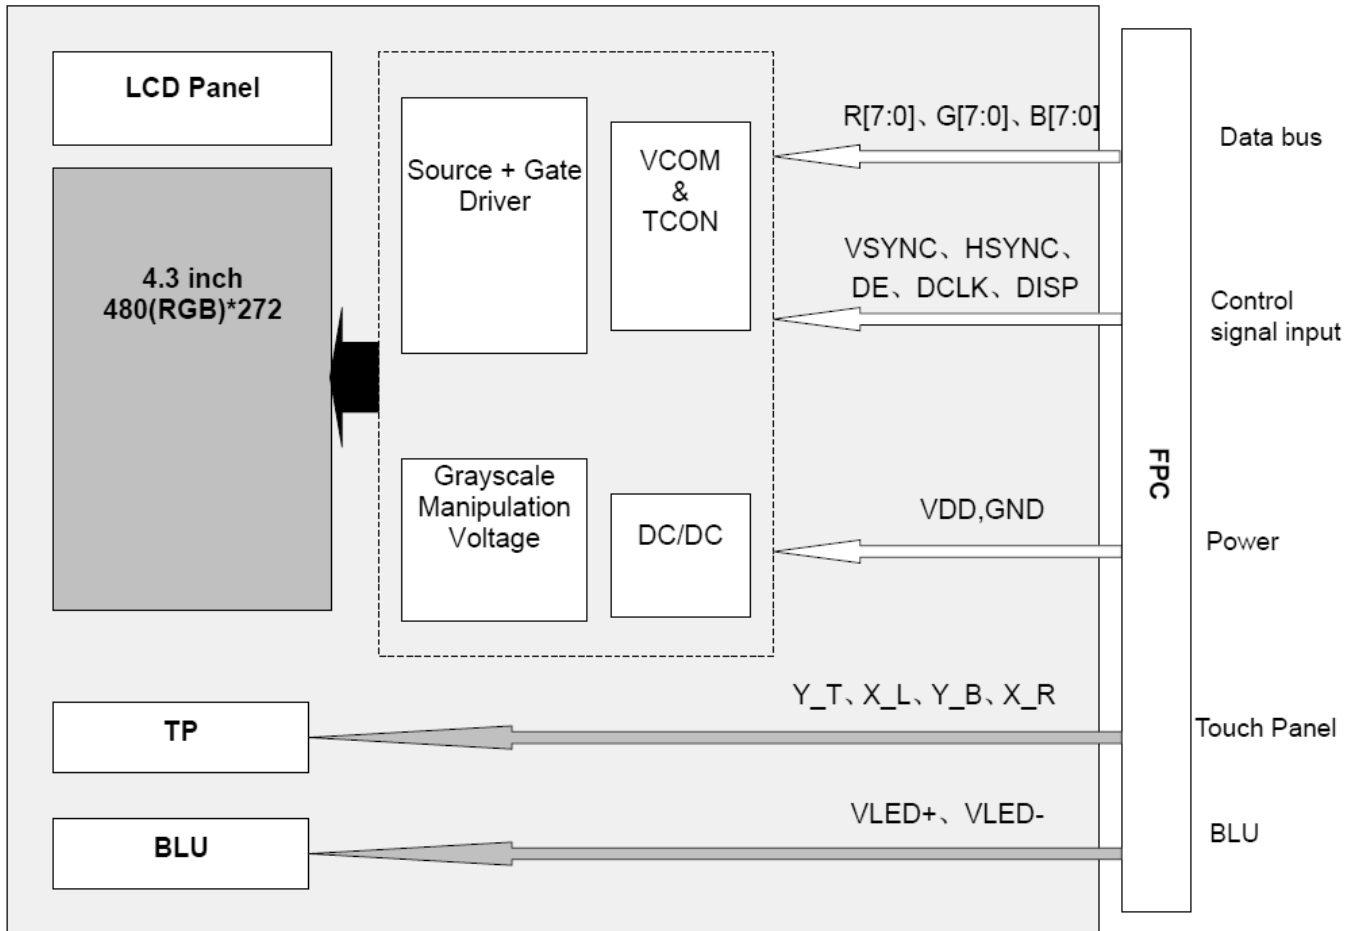 LCD Panel
4.3 inch
480(RGB)*272
Source + Gate
Driver
VCOM
&
TCON
Grayscale
Manipulation
Voltage
DC/DC
R[7:0]、G[7:0]、B[7:0]
Data bus
VSYNC、HSYNC、
DE、DCLK、DISP
Control
signal input
FPC
VDD,GND
Power
TP
Y_T、X_L、Y_B、X_R
Touch Panel
BLU
VLED+、VLED-
BLU